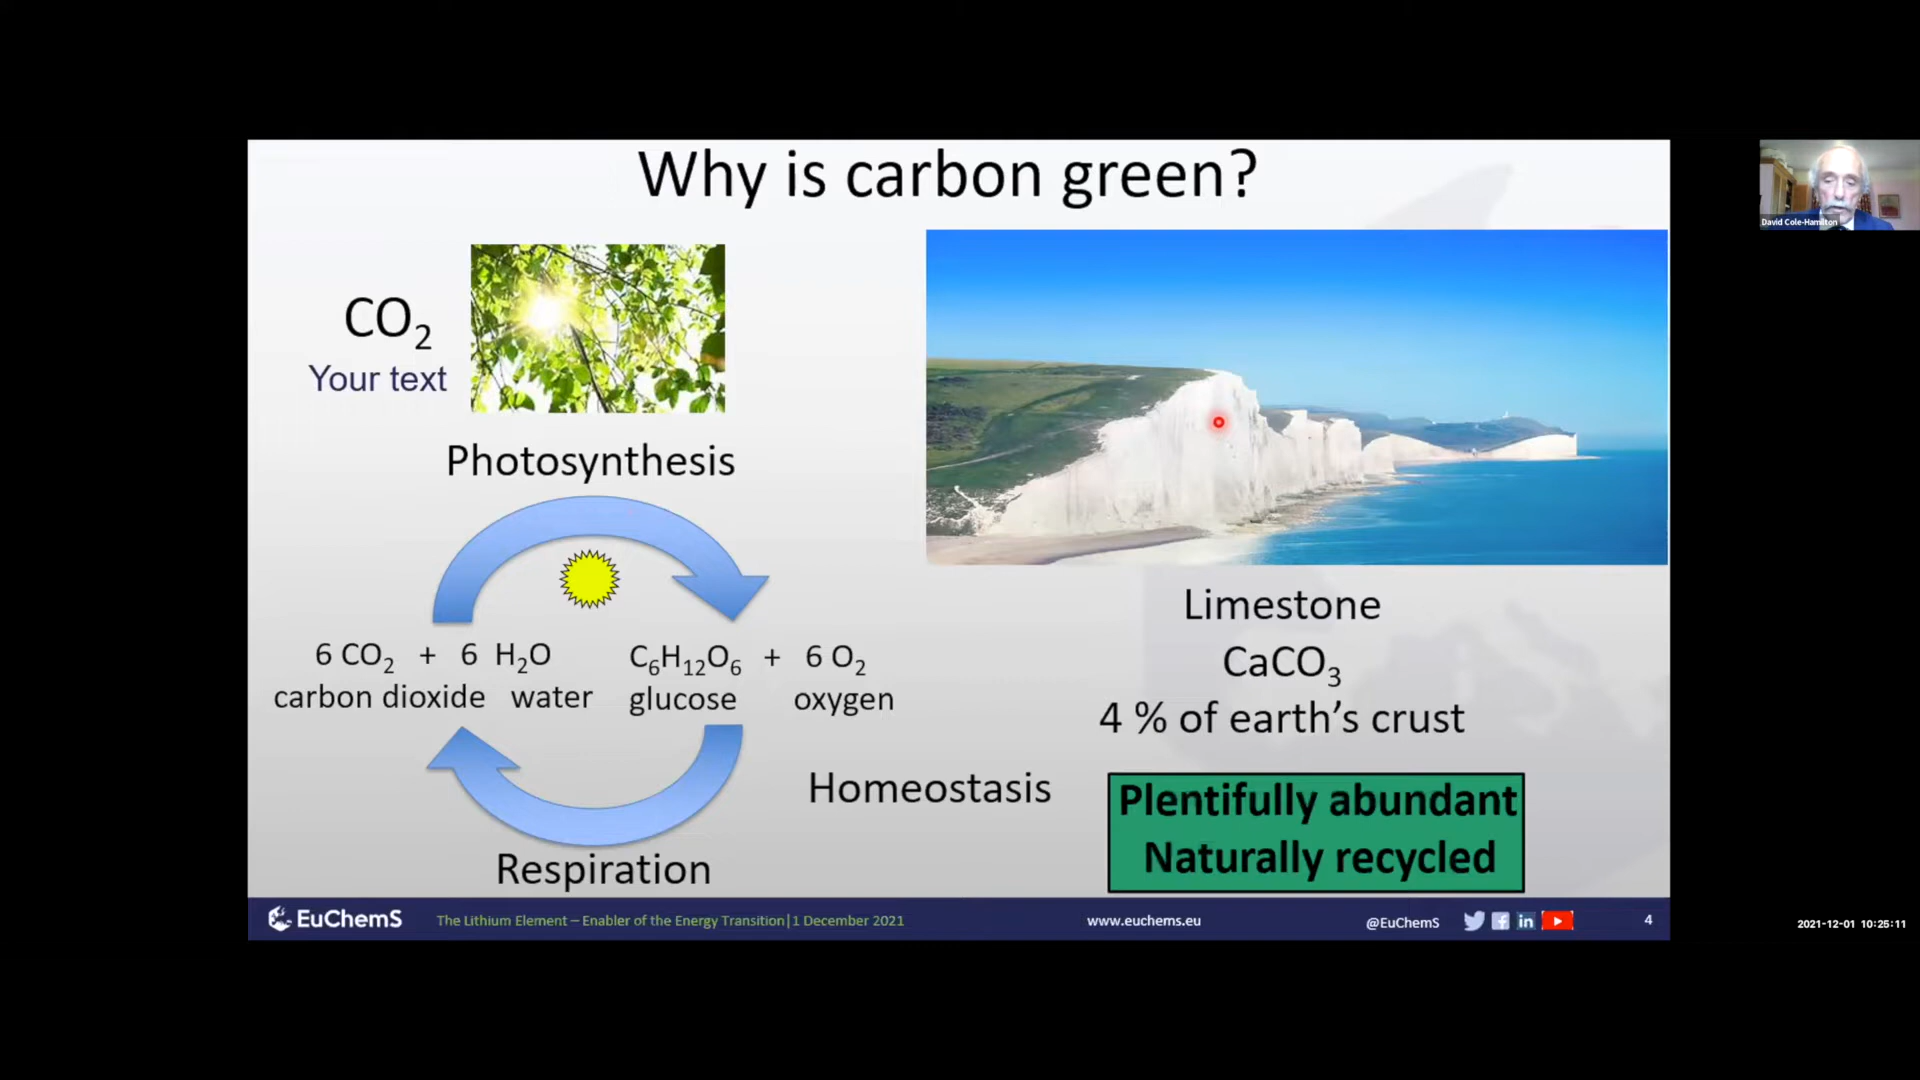 Why is carbon green?
CO₂
Your text
Photosynthesis
6 CO₂ + 6 H₂O C₆H₁₂O₆ + 6 O₂
carbon dioxide water glucose oxygen
Respiration
Homeostasis
Limestone
CaCO₃
4 % of earth's crust
Plentifully abundant
Naturally recycled
EuChemS
The Lithium Element – Enabler of the Energy Transition|1 December 2021
www.euchems.eu
@EuChemS
in
4
David Cole-Hamilton
2021-12-01 10:25:11